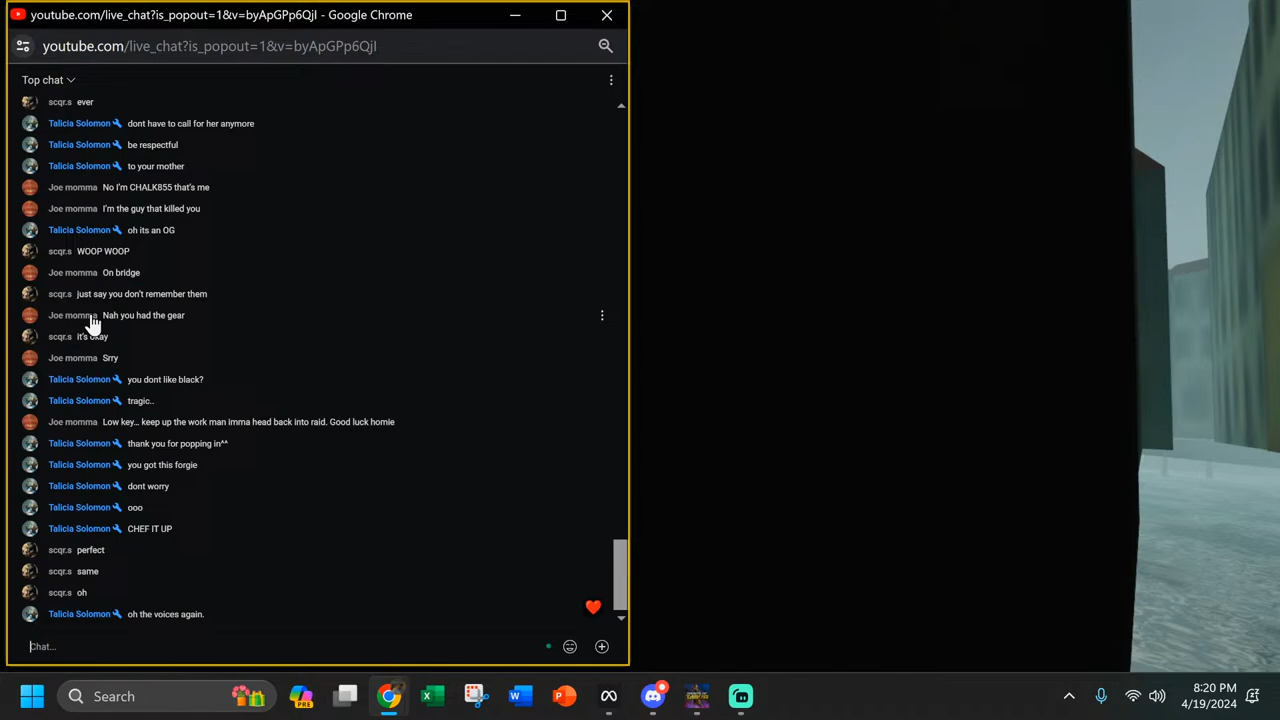 youtube.com/live_chat?is_popout=1&v=byApGPp6QjI - Google Chrome
youtube.com/live_chat?is_popout=1&v=byApGPp6QjI
Top chat
scqr.s ever
Talicia Solomon dont have to call for her anymore
Talicia Solomon be respectful
Talicia Solomon to your mother
Joe momma No I'm CHALK855 that's me
Joe momma I'm the guy that killed you
Talicia Solomon oh its an OG
scqr.s WOOP WOOP
Joe momma On bridge
scqr.s just say you don't remember them
Joe momma Nah you had the gear
scqr.s it's okay
Joe momma Srry
Talicia Solomon you dont like black?
Talicia Solomon tragic..
Joe momma Low key… keep up the work man imma head back into raid. Good luck homie
Talicia Solomon thank you for popping in^^
Talicia Solomon you got this forgie
Talicia Solomon dont worry
Talicia Solomon ooo
Talicia Solomon CHEF IT UP
scqr.s perfect
scqr.s same
scqr.s oh
Talicia Solomon oh the voices again.
Chat...
Search
PRE
8:20 PM
4/19/2024